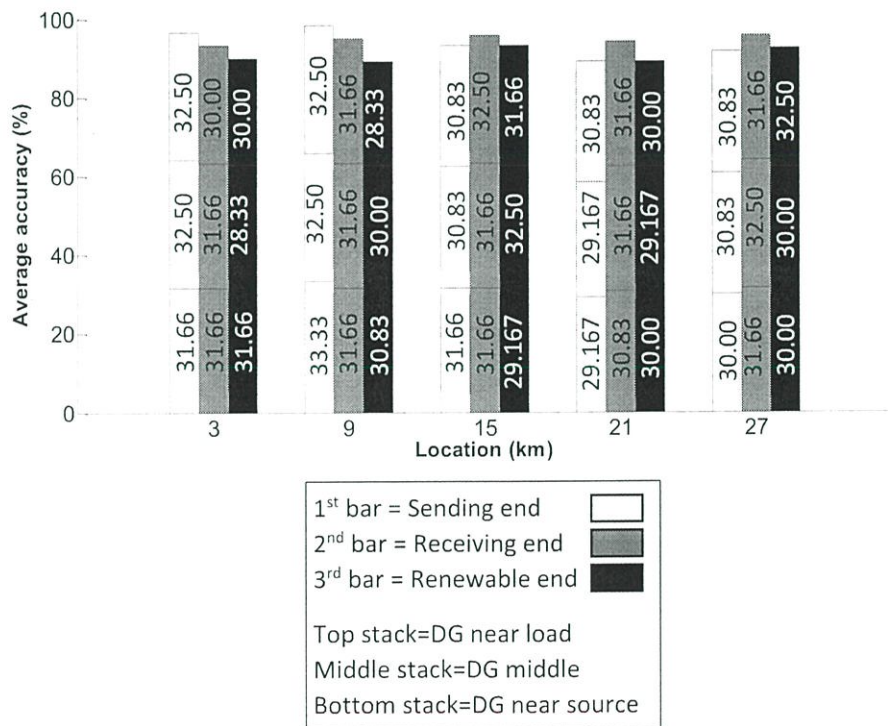 100
80
60
40
20
0
Average accuracy (%)
32.50 30.00 30.00 32.50 31.66 28.33 30.83 32.50 31.66 30.83 31.66 30.00 30.83 31.66 32.50
32.50 31.66 28.33 32.50 31.66 30.00 30.83 31.66 32.50 29.167 31.66 29.167 30.83 32.50 30.00
31.66 31.66 31.66 33.33 31.66 30.83 31.66 31.66 29.167 29.167 30.83 30.00 30.00 31.66 30.00
3 9 15 21 27
Location (km)
1st bar = Sending end
2nd bar = Receiving end
3rd bar = Renewable end
Top stack=DG near load
Middle stack=DG middle
Bottom stack=DG near source